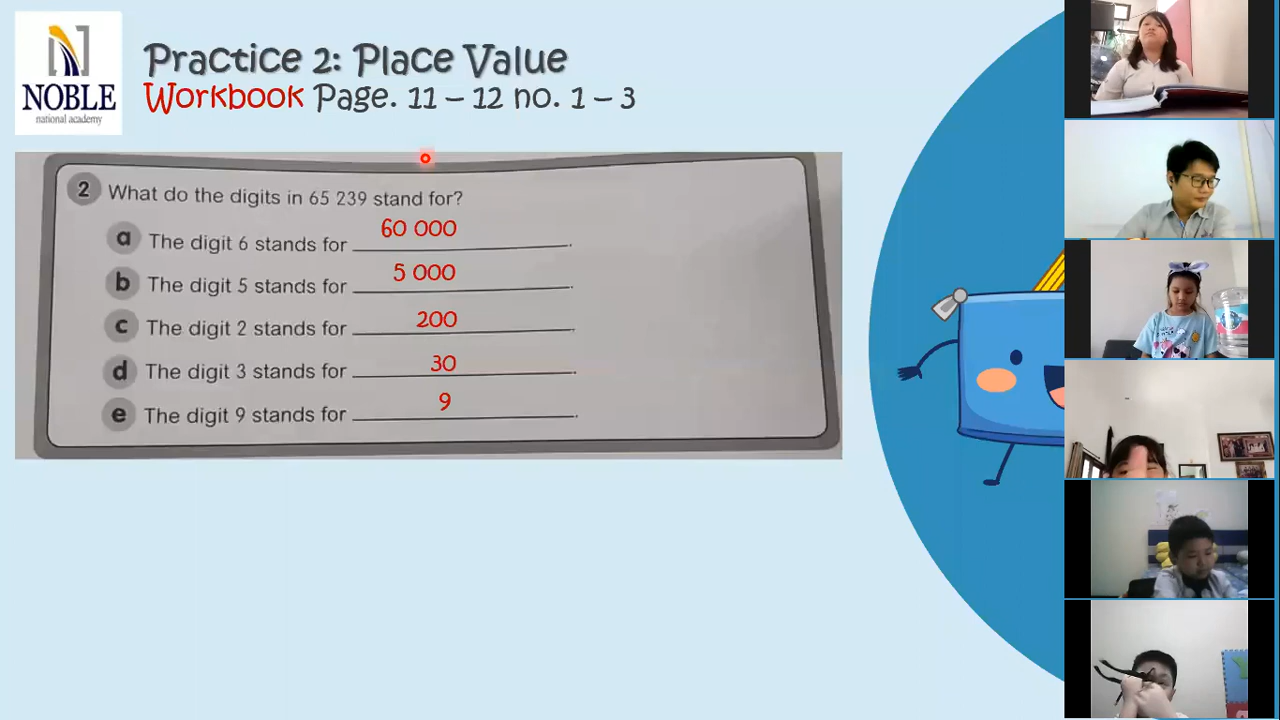 NOBLE
national academy
Practice 2: Place Value
Workbook Page. 11 – 12 no. 1 – 3
2 What do the digits in 65 239 stand for?
a The digit 6 stands for 60 000.
b The digit 5 stands for 5 000.
c The digit 2 stands for 200.
d The digit 3 stands for 30.
e The digit 9 stands for 9.